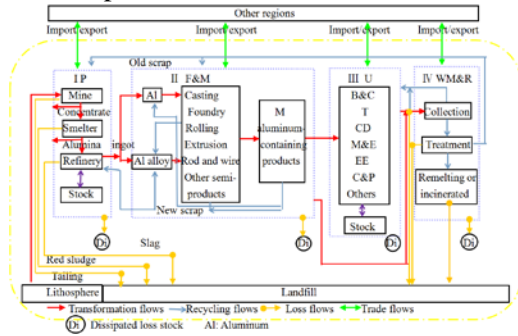 Other regions
Import/export Import/export Import/export Import/export
Old scrap
I P
II F&M
III U
IV WM&R
Mine
Concentrate
Smelter
Alumina ingot
Refinery
Stock
Al
Al alloy
Casting
Foundry
Rolling
Extrusion
Rod and wire
Other semi-
products
M
aluminum-
containing
products
B&C
T
CD
M&E
EE
C&P
Others
Stock
Collection
Treatment
Remelting or
incinerated
New scrap
Di Di Di Di
Slag
Red sludge
Tailing
Lithosphere Landfill
Transformation flows Recycling flows Loss flows Trade flows
Di Dissipated loss stock Al: Aluminum